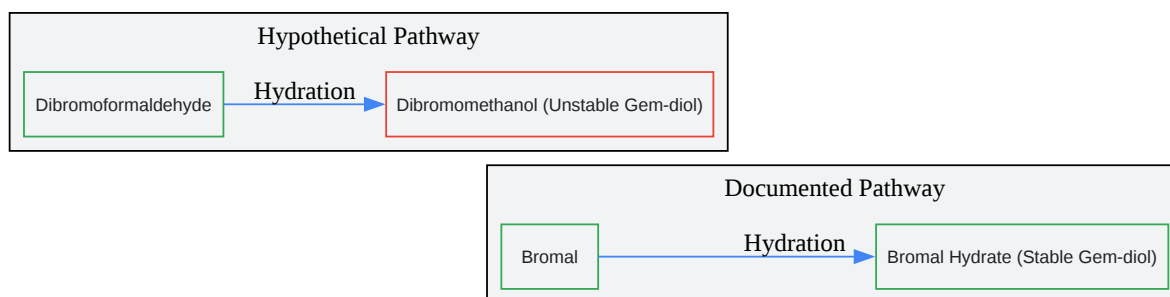 Hypothetical Pathway
Dibromoformaldehyde
Hydration
Dibromomethanol (Unstable Gem-diol)
Documented Pathway
Bromal
Hydration
Bromal Hydrate (Stable Gem-diol)